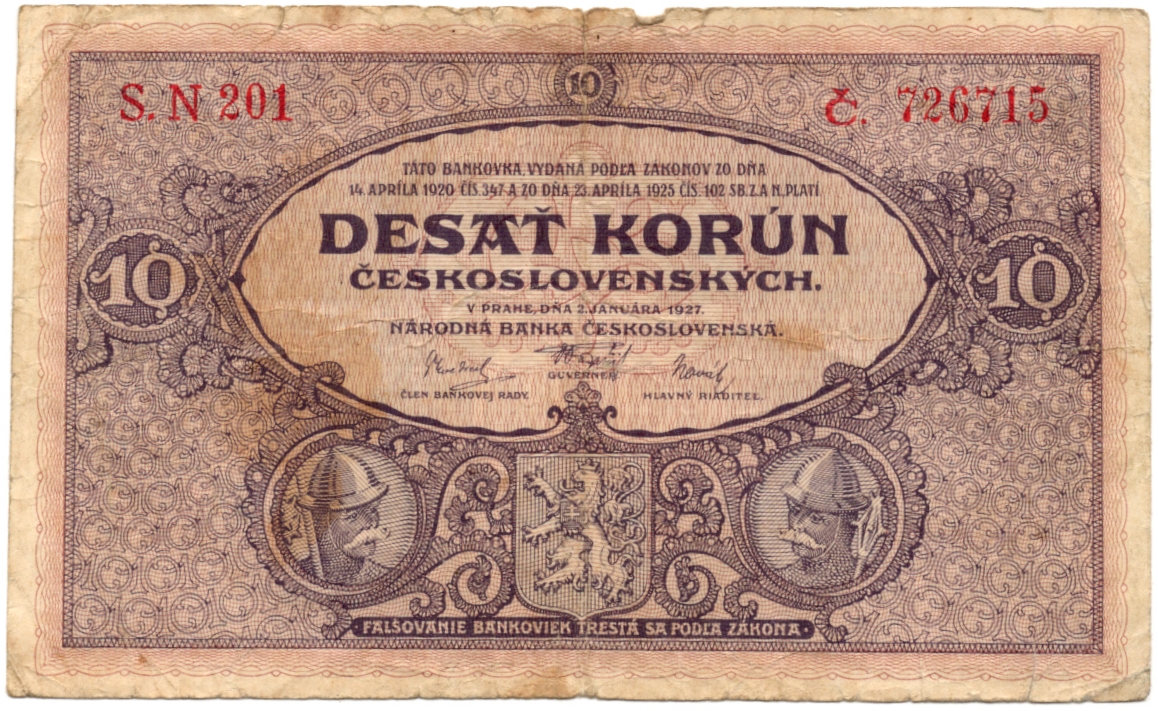 10
S. N 201
Č. 726715
TÁTO BANKOVKA, VYDANÁ PODĽA ZÁKONOV ZO DŇA
14. APRÍLA 1920 ČÍS. 347 A ZO DŇA 23. APRÍLA 1925 ČÍS. 102 SB. Z. A N. PLATÍ
DESAŤ KORÚN
ČESKOSLOVENSKÝCH.
10
10
V PRAHE, DŇA 2. JANUÁRA 1927.
NÁRODNÁ BANKA ČESKOSLOVENSKÁ.
GUVERNÉR
ČLEN BANKOVEJ RADY.
HLAVNÝ RIADITEĽ.
FALŠOVANIE BANKOVIEK TRESTÁ SA PODĽA ZÁKONA